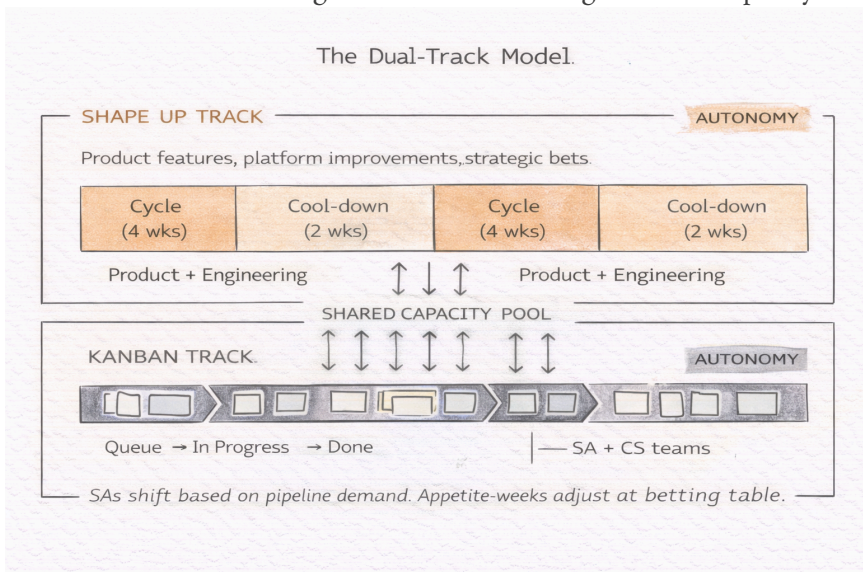 The Dual-Track Model.
SHAPE UP TRACK
AUTONOMY
Product features, platform improvements,.strategic bets.
Cycle
(4 wks)
Cool-down
(2 wks)
Cycle
(4 wks)
Cool-down
(2 wks)
Product + Engineering
Product + Engineering
SHARED CAPACITY POOL
KANBAN TRACK.
AUTONOMY
Queue → In Progress → Done
SA + CS teams
SAs shift based on pipeline demand. Appetite-weeks adjust at betting table.